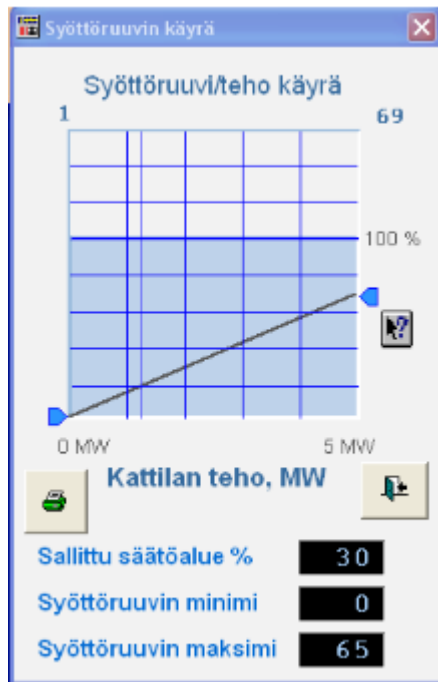 Syöttöruuvin käyrä
Syöttöruuvi/teho käyrä
1 69
100 %
0 MW 5 MW
Kattilan teho, MW
Sallittu säätöalue % 30
Syöttöruuvin minimi 0
Syöttöruuvin maksimi 65